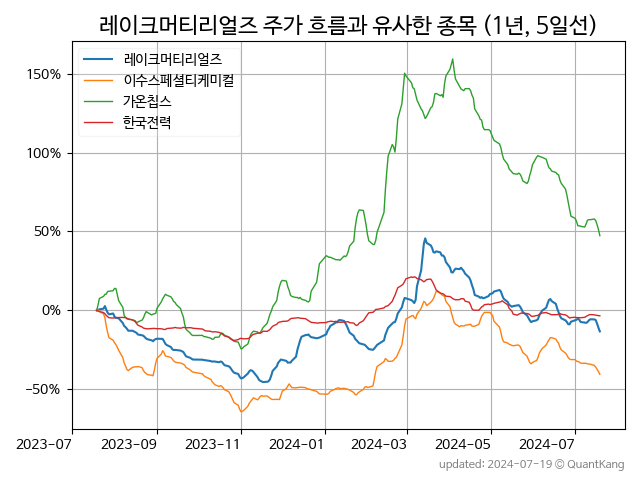 레이크머티리얼즈 주가 흐름과 유사한 종목 (1년, 5일선)
레이크머티리얼즈
이수스페셜티케미컬
가온칩스
한국전력
150%
100%
50%
0%
−50%
2023-07 2023-09 2023-11 2024-01 2024-03 2024-05 2024-07
updated: 2024-07-19 © QuantKang